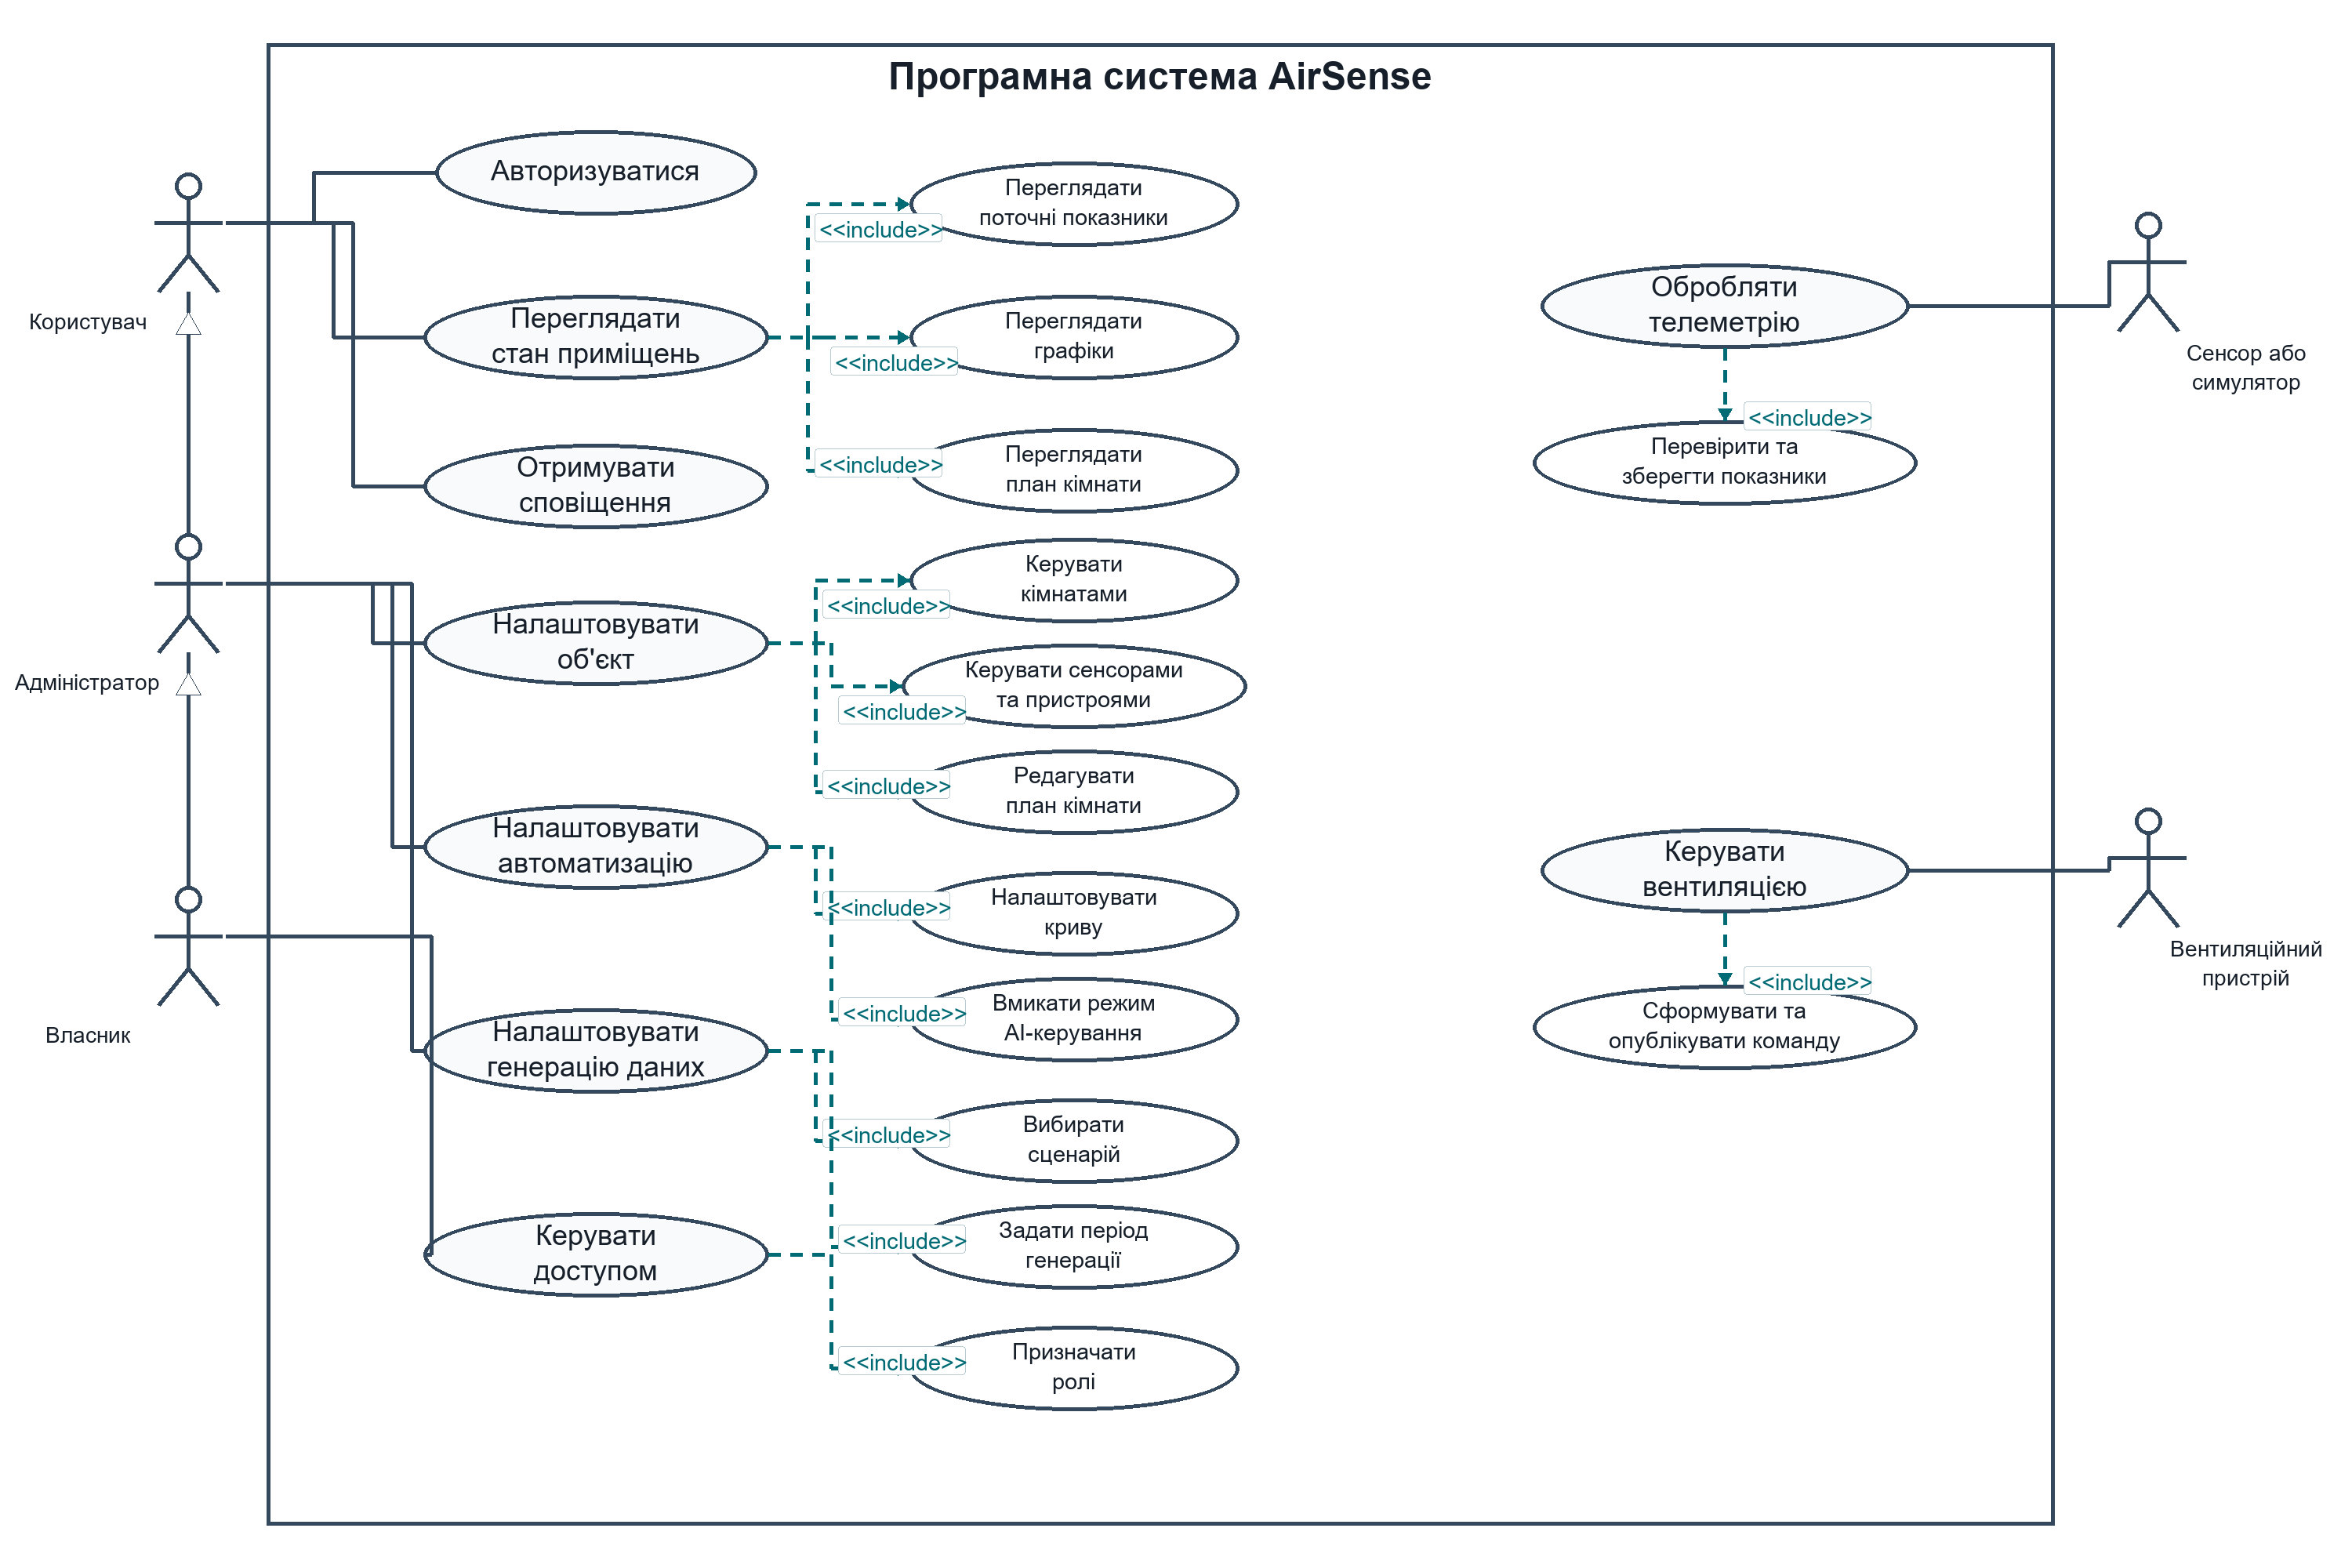 Програмна система AirSense
Авторизуватися
Переглядати
поточні показники
<<include>>
Користувач
Переглядати
стан приміщень
Переглядати
графіки
<<include>>
Обробляти
телеметрію
Сенсор або
симулятор
Отримувати
сповіщення
<<include>>
Переглядати
план кімнати
<<include>>
Перевірити та
зберегти показники
Керувати
кімнатами
<<include>>
Адміністратор
Налаштовувати
об'єкт
Керувати сенсорами
та пристроями
<<include>>
<<include>>
Редагувати
план кімнати
Налаштовувати
автоматизацію
<<include>>
Налаштовувати
криву
Керувати
вентиляцією
Вентиляційний
пристрій
<<include>>
Вмикати режим
AI-керування
<<include>>
Сформувати та
опублікувати команду
Власник
Налаштовувати
генерацію даних
<<include>>
Вибирати
сценарій
Керувати
доступом
<<include>>
Задати період
генерації
<<include>>
Призначати
ролі